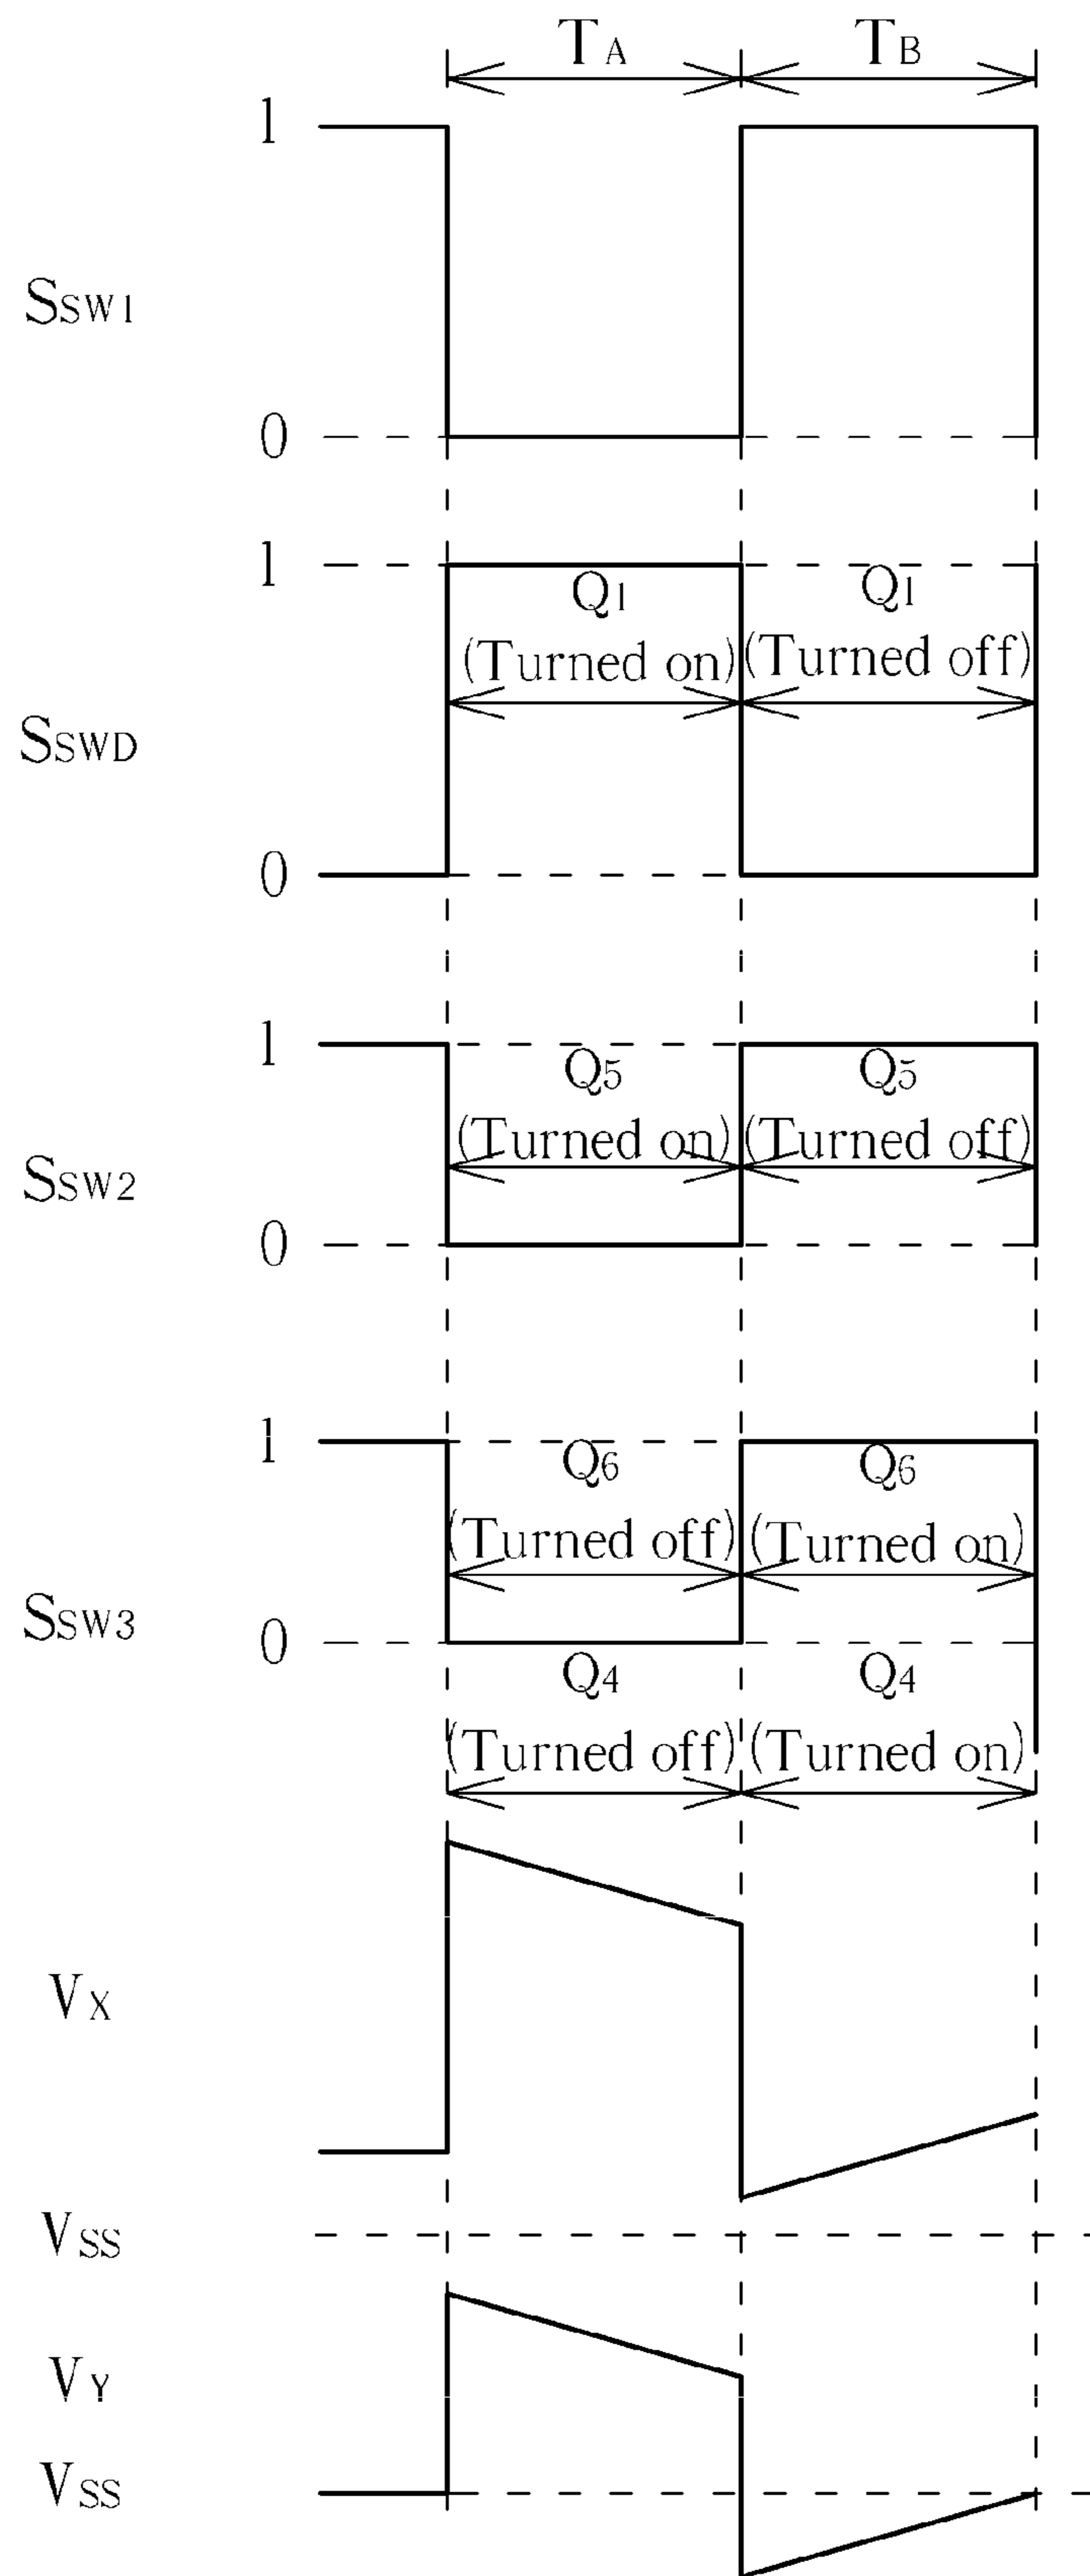 TA TB
1
SSW1
0
1
Q1 Q1
(Turned on) (Turned off)
SSWD
0
1
Q5 Q5
(Turned on) (Turned off)
SSW2
0
1
Q6 Q6
(Turned off) (Turned on)
SSW3
0
Q4 Q4
(Turned off) (Turned on)
VX
VSS
VY
VSS